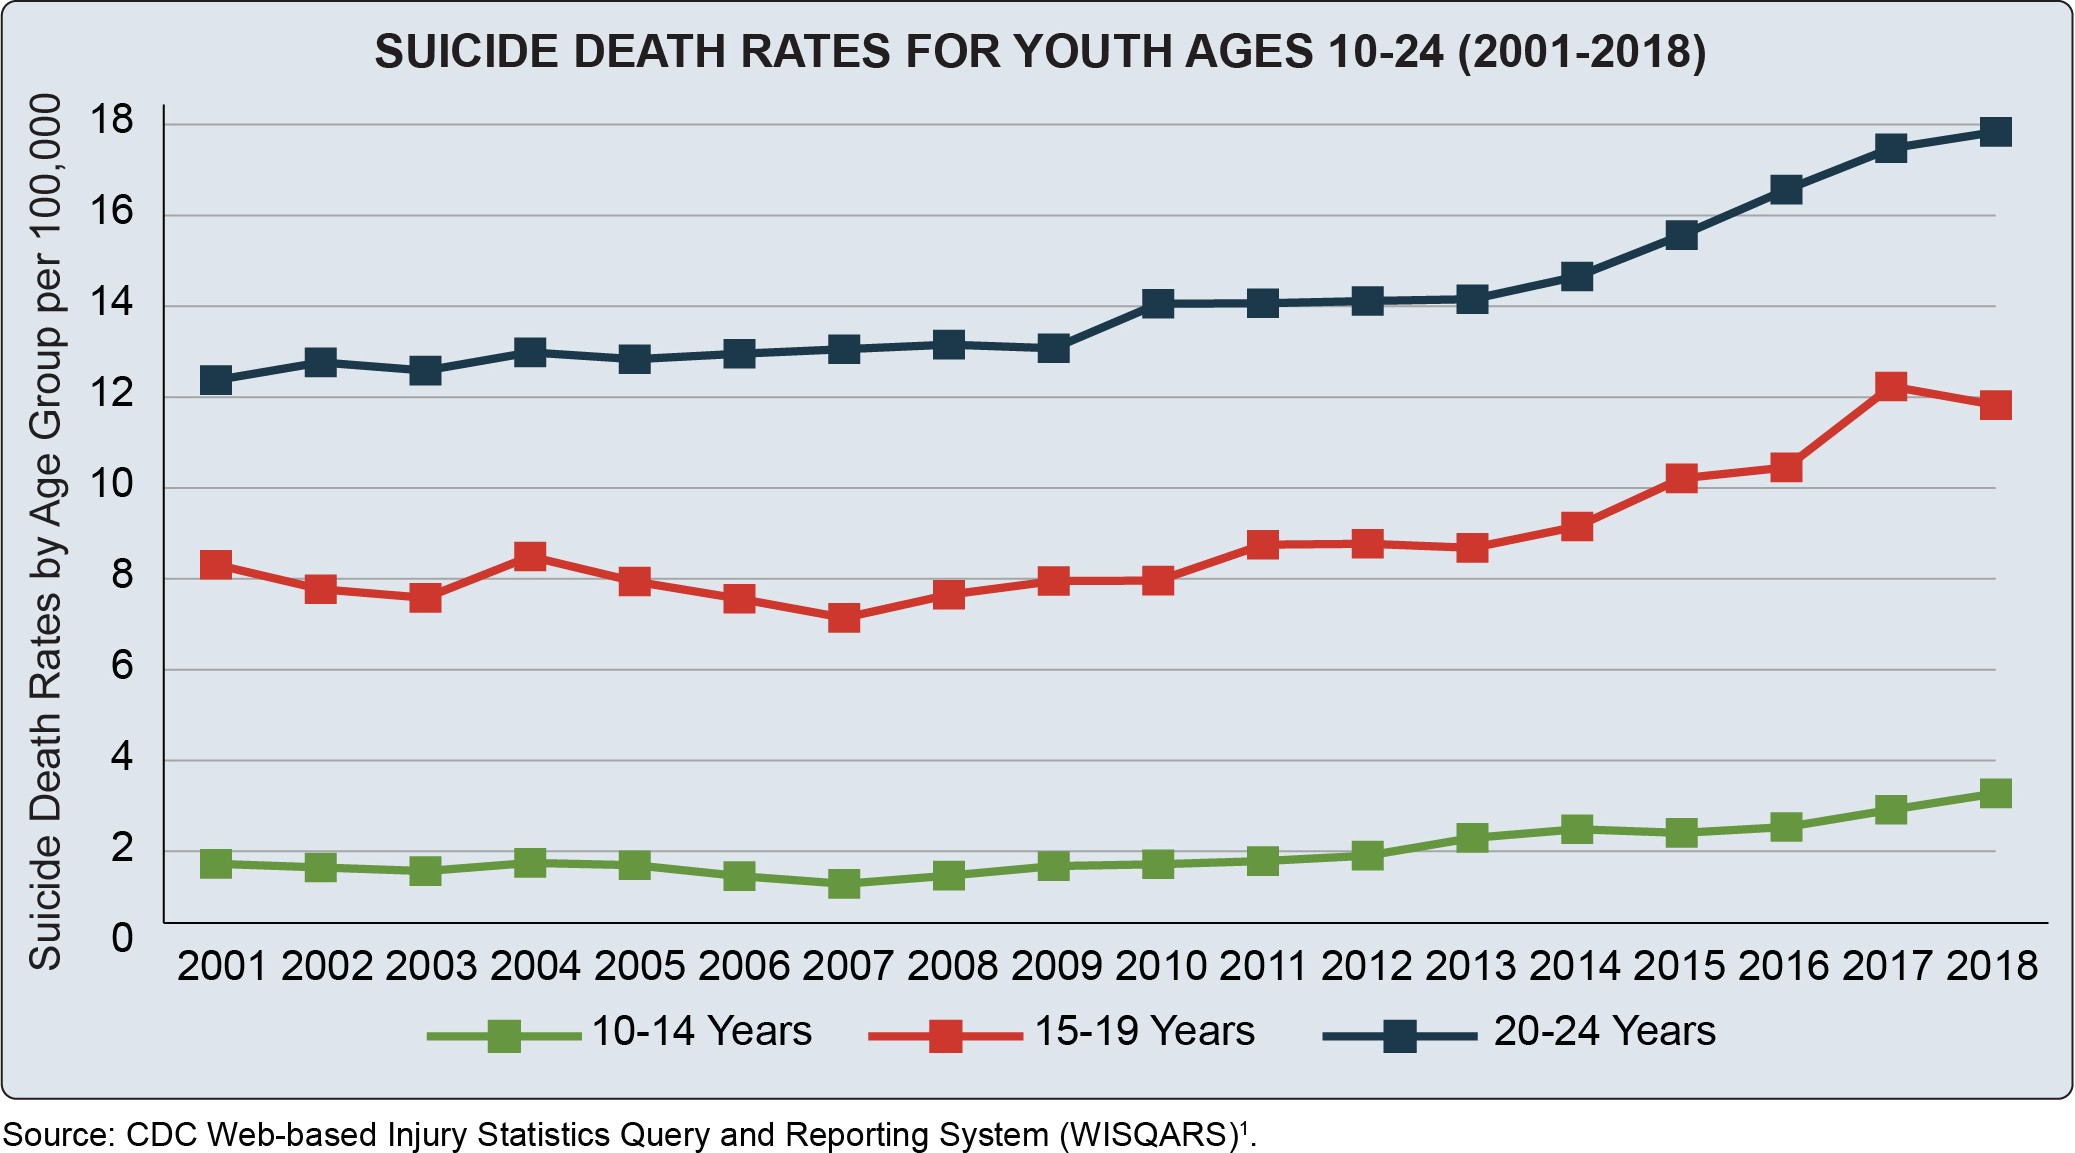 SUICIDE DEATH RATES FOR YOUTH AGES 10-24 (2001-2018)
Suicide Death Rates by Age Group per 100,000
18
16
14
12
10
8
6
4
2
0
2001 2002 2003 2004 2005 2006 2007 2008 2009 2010 2011 2012 2013 2014 2015 2016 2017 2018
10-14 Years 15-19 Years 20-24 Years
Source: CDC Web-based Injury Statistics Query and Reporting System (WISQARS)¹.